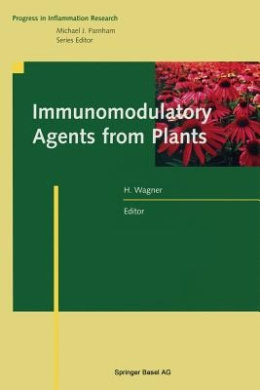 Progress in Inflammation Research
Michael J. Parnham
Series Editor
Immunomodulatory
Agents from Plants
H. Wagner
Editor
Springer Basel AG